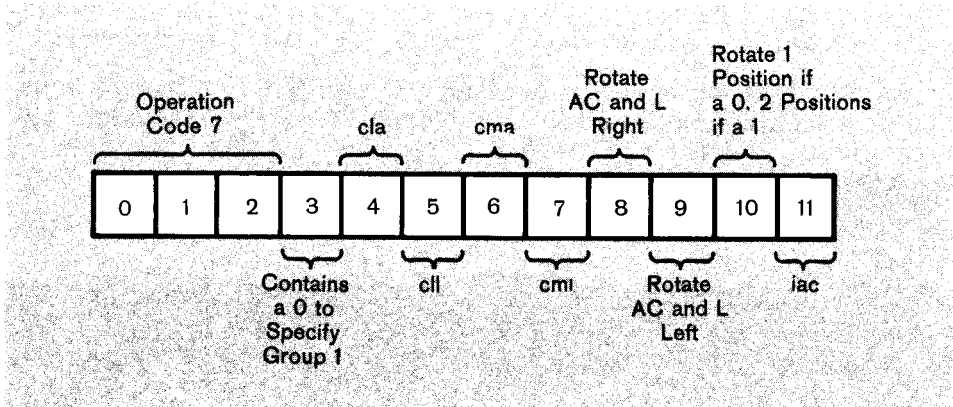 Operation
Code 7
cla
cma
Rotate
AC and L
Right
Rotate 1
Position if
a 0, 2 Positions
if a 1
0 1 2 3 4 5 6 7 8 9 10 11
Contains
a 0 to
Specify
Group 1
cll
cml
Rotate
AC and L
Left
iac